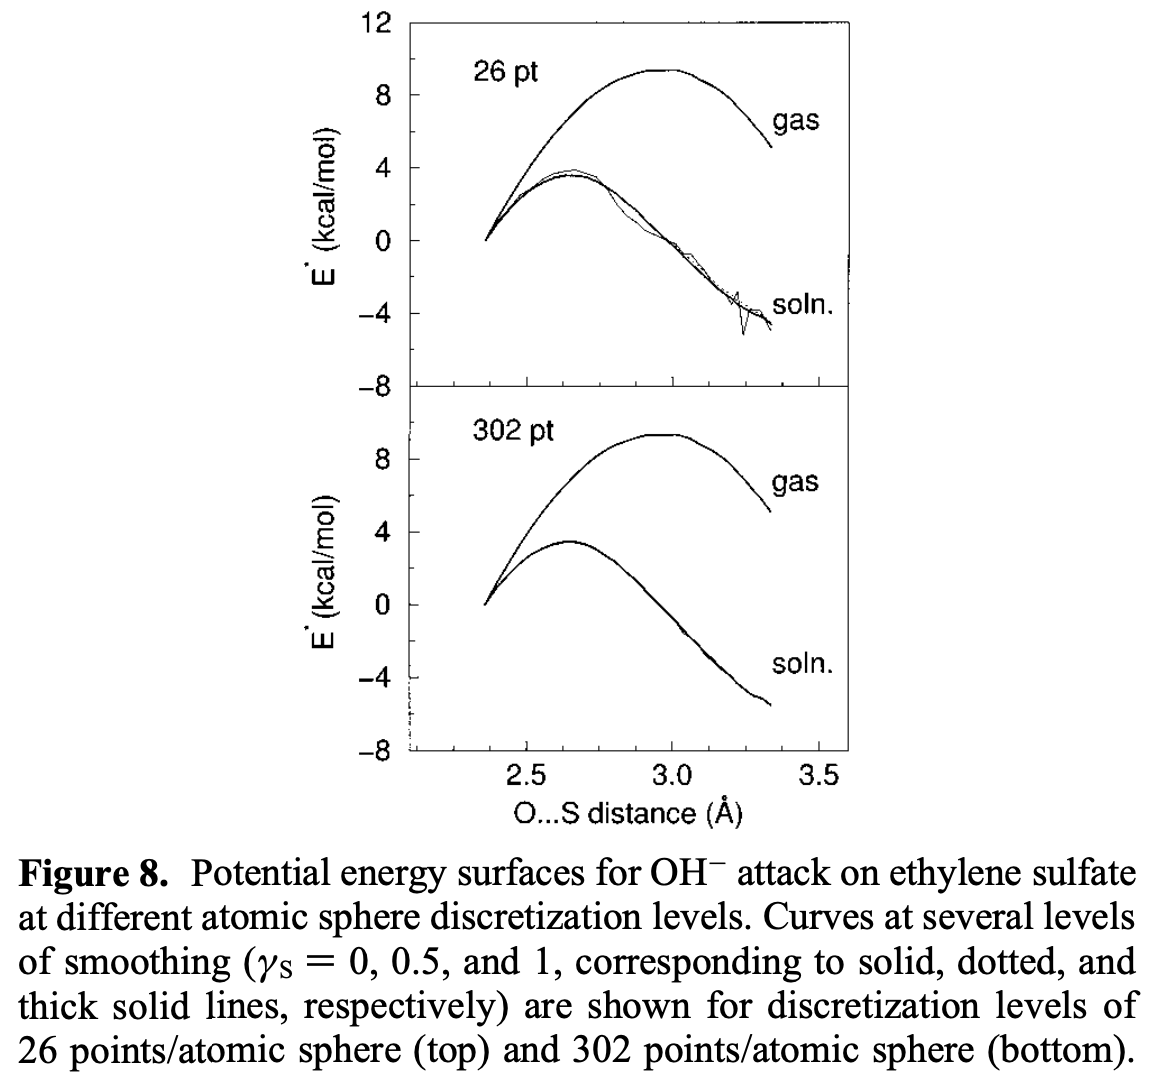 12
26 pt
8
gas
4
E* (kcal/mol)
0
soln.
−4
−8
302 pt
8
gas
4
E* (kcal/mol)
0
soln.
−4
−8
2.5 3.0 3.5
O...S distance (Å)
Figure 8. Potential energy surfaces for OH⁻ attack on ethylene sulfate
at different atomic sphere discretization levels. Curves at several levels
of smoothing (γS = 0, 0.5, and 1, corresponding to solid, dotted, and
thick solid lines, respectively) are shown for discretization levels of
26 points/atomic sphere (top) and 302 points/atomic sphere (bottom).